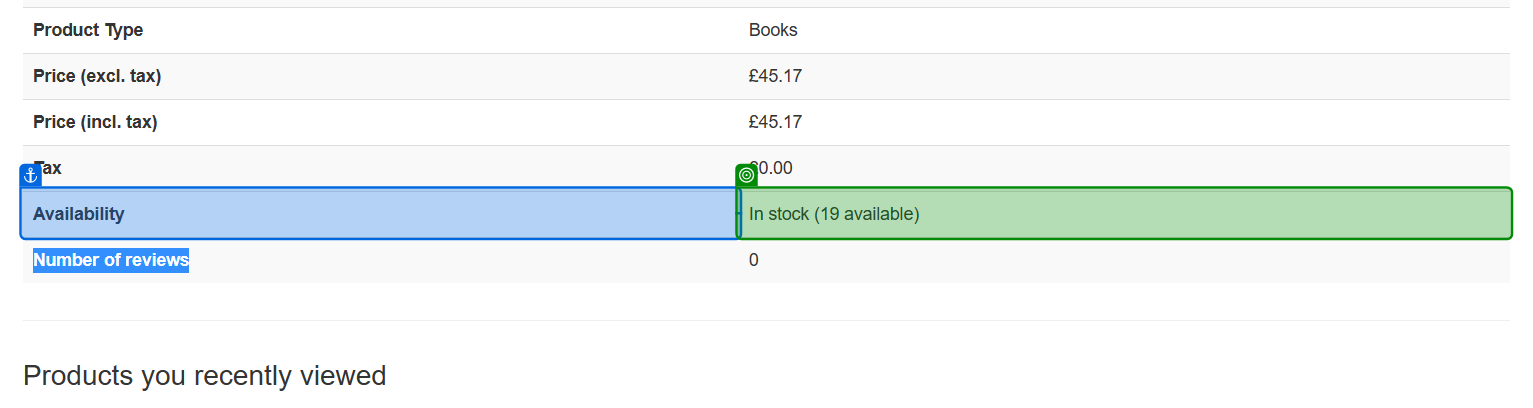 Product Type Books
Price (excl. tax) £45.17
Price (incl. tax) £45.17
Tax £0.00
Availability In stock (19 available)
Number of reviews 0
Products you recently viewed